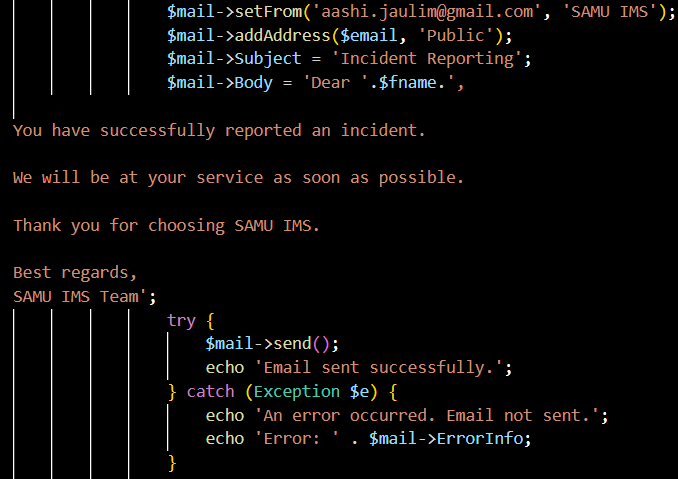 $mail->setFrom('aashi.jaulim@gmail.com', 'SAMU IMS');
$mail->addAddress($email, 'Public');
$mail->Subject = 'Incident Reporting';
$mail->Body = 'Dear '.$fname.',
You have successfully reported an incident.
We will be at your service as soon as possible.
Thank you for choosing SAMU IMS.
Best regards,
SAMU IMS Team';
try {
$mail->send();
echo 'Email sent successfully.';
} catch (Exception $e) {
echo 'An error occurred. Email not sent.';
echo 'Error: ' . $mail->ErrorInfo;
}